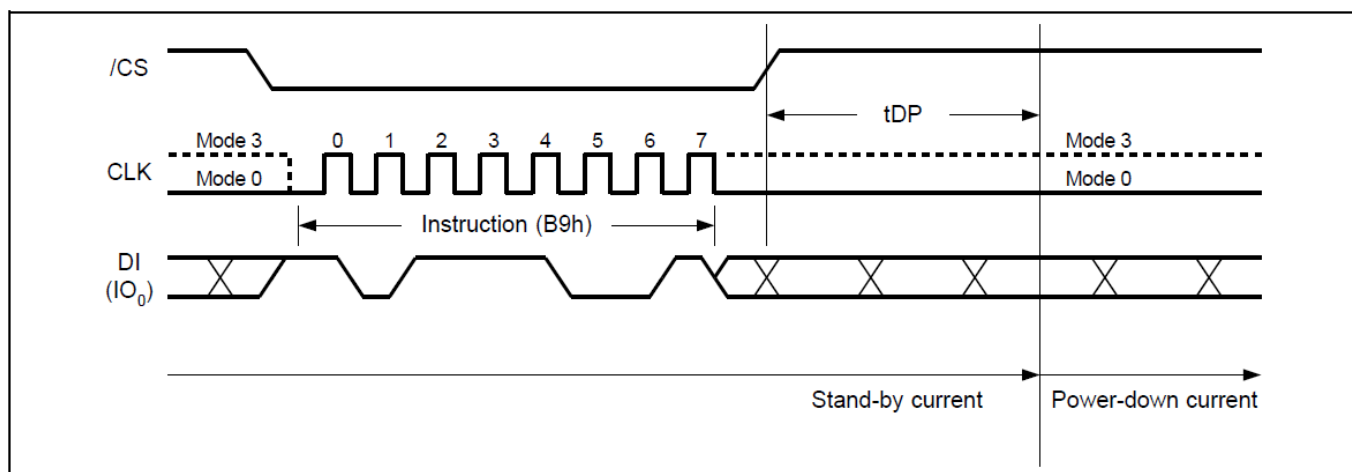 /CS
tDP
Mode 3 0 1 2 3 4 5 6 7 Mode 3
CLK
Mode 0 Mode 0
Instruction (B9h)
DI
(IO0)
Stand-by current Power-down current